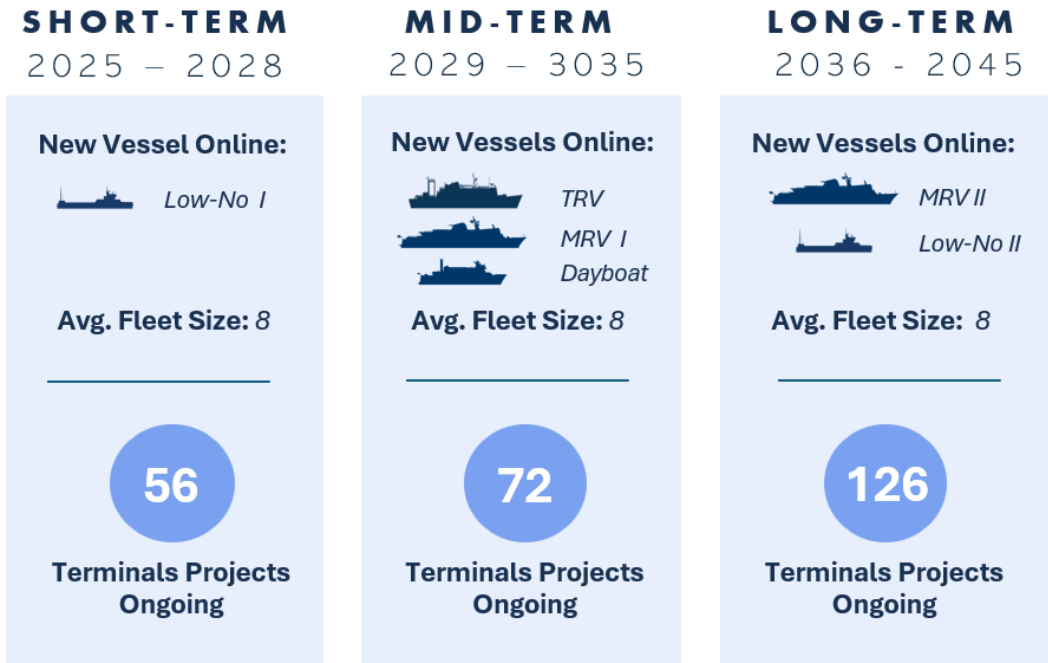 SHORT-TERM
2025 – 2028
New Vessel Online:
Low-No I
Avg. Fleet Size: 8
56
Terminals Projects
Ongoing
MID-TERM
2029 – 3035
New Vessels Online:
TRV
MRV I
Dayboat
Avg. Fleet Size: 8
72
Terminals Projects
Ongoing
LONG-TERM
2036 - 2045
New Vessels Online:
MRV II
Low-No II
Avg. Fleet Size: 8
126
Terminals Projects
Ongoing